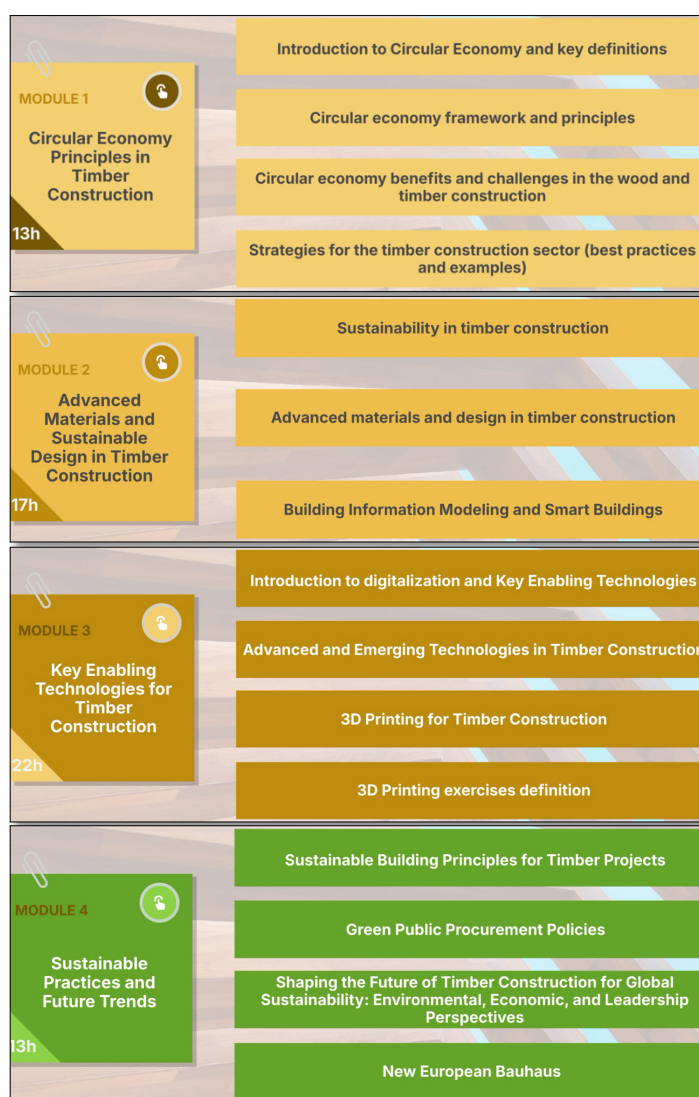 MODULE 1
Circular Economy
Principles in
Timber
Construction
13h
Introduction to Circular Economy and key definitions
Circular economy framework and principles
Circular economy benefits and challenges in the wood and
timber construction
Strategies for the timber construction sector (best practices
and examples)
MODULE 2
Advanced
Materials and
Sustainable
Design in Timber
Construction
17h
Sustainability in timber construction
Advanced materials and design in timber construction
Building Information Modeling and Smart Buildings
MODULE 3
Key Enabling
Technologies for
Timber
Construction
22h
Introduction to digitalization and Key Enabling Technologies
Advanced and Emerging Technologies in Timber Construction
3D Printing for Timber Construction
3D Printing exercises definition
MODULE 4
Sustainable
Practices and
Future Trends
13h
Sustainable Building Principles for Timber Projects
Green Public Procurement Policies
Shaping the Future of Timber Construction for Global
Sustainability: Environmental, Economic, and Leadership
Perspectives
New European Bauhaus